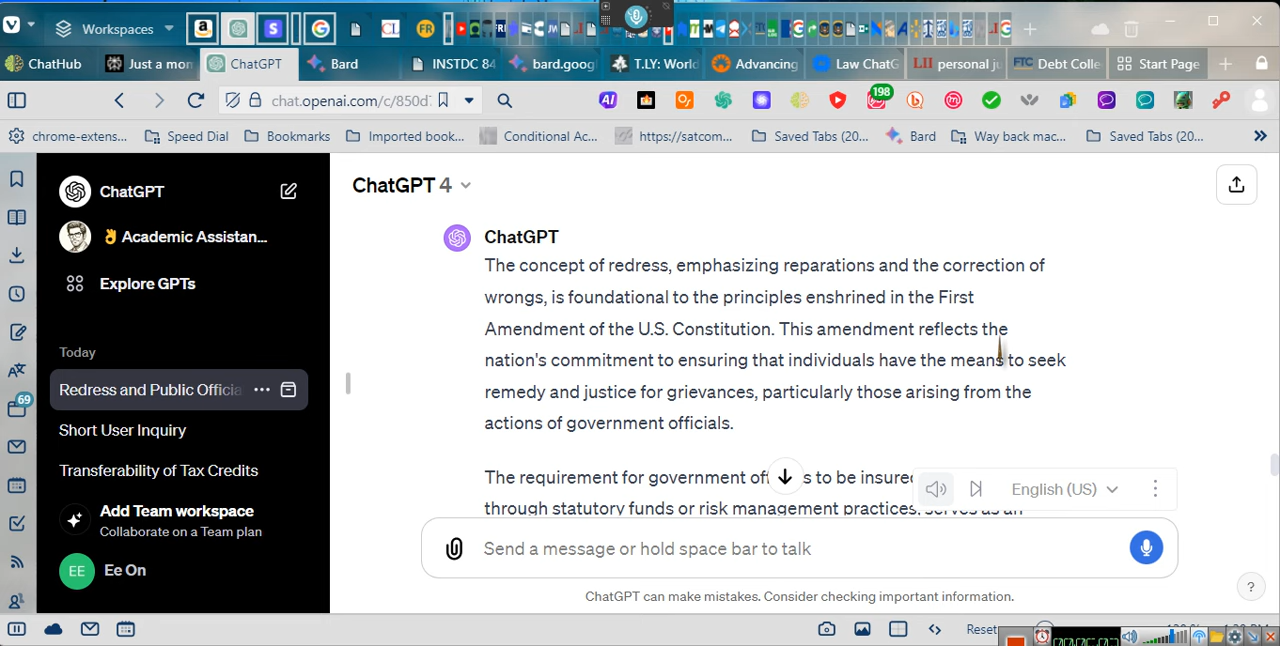 Workspaces
ChatHub
Just a mon
ChatGPT
Bard
INSTDC 84
bard.goog
T.LY: World
Advancing
Law ChatG
personal ju
Debt Colle
Start Page
chat.openai.com/c/850d7
198
chrome-extens...
Speed Dial
Bookmarks
Imported book...
Conditional Ac...
https://satcom...
Saved Tabs (20...
Bard
Way back mac...
Saved Tabs (20...
69
ChatGPT
👌 Academic Assistan...
Explore GPTs
Today
Redress and Public Officia
Short User Inquiry
Transferability of Tax Credits
Add Team workspace
Collaborate on a Team plan
EE
Ee On
ChatGPT 4
ChatGPT
The concept of redress, emphasizing reparations and the correction of
wrongs, is foundational to the principles enshrined in the First
Amendment of the U.S. Constitution. This amendment reflects the
nation's commitment to ensuring that individuals have the means to seek
remedy and justice for grievances, particularly those arising from the
actions of government officials.
The requirement for government of s to be insured
through statutory funds or risk management practices, serves as an
English (US)
Send a message or hold space bar to talk
ChatGPT can make mistakes. Consider checking important information.
?
Reset